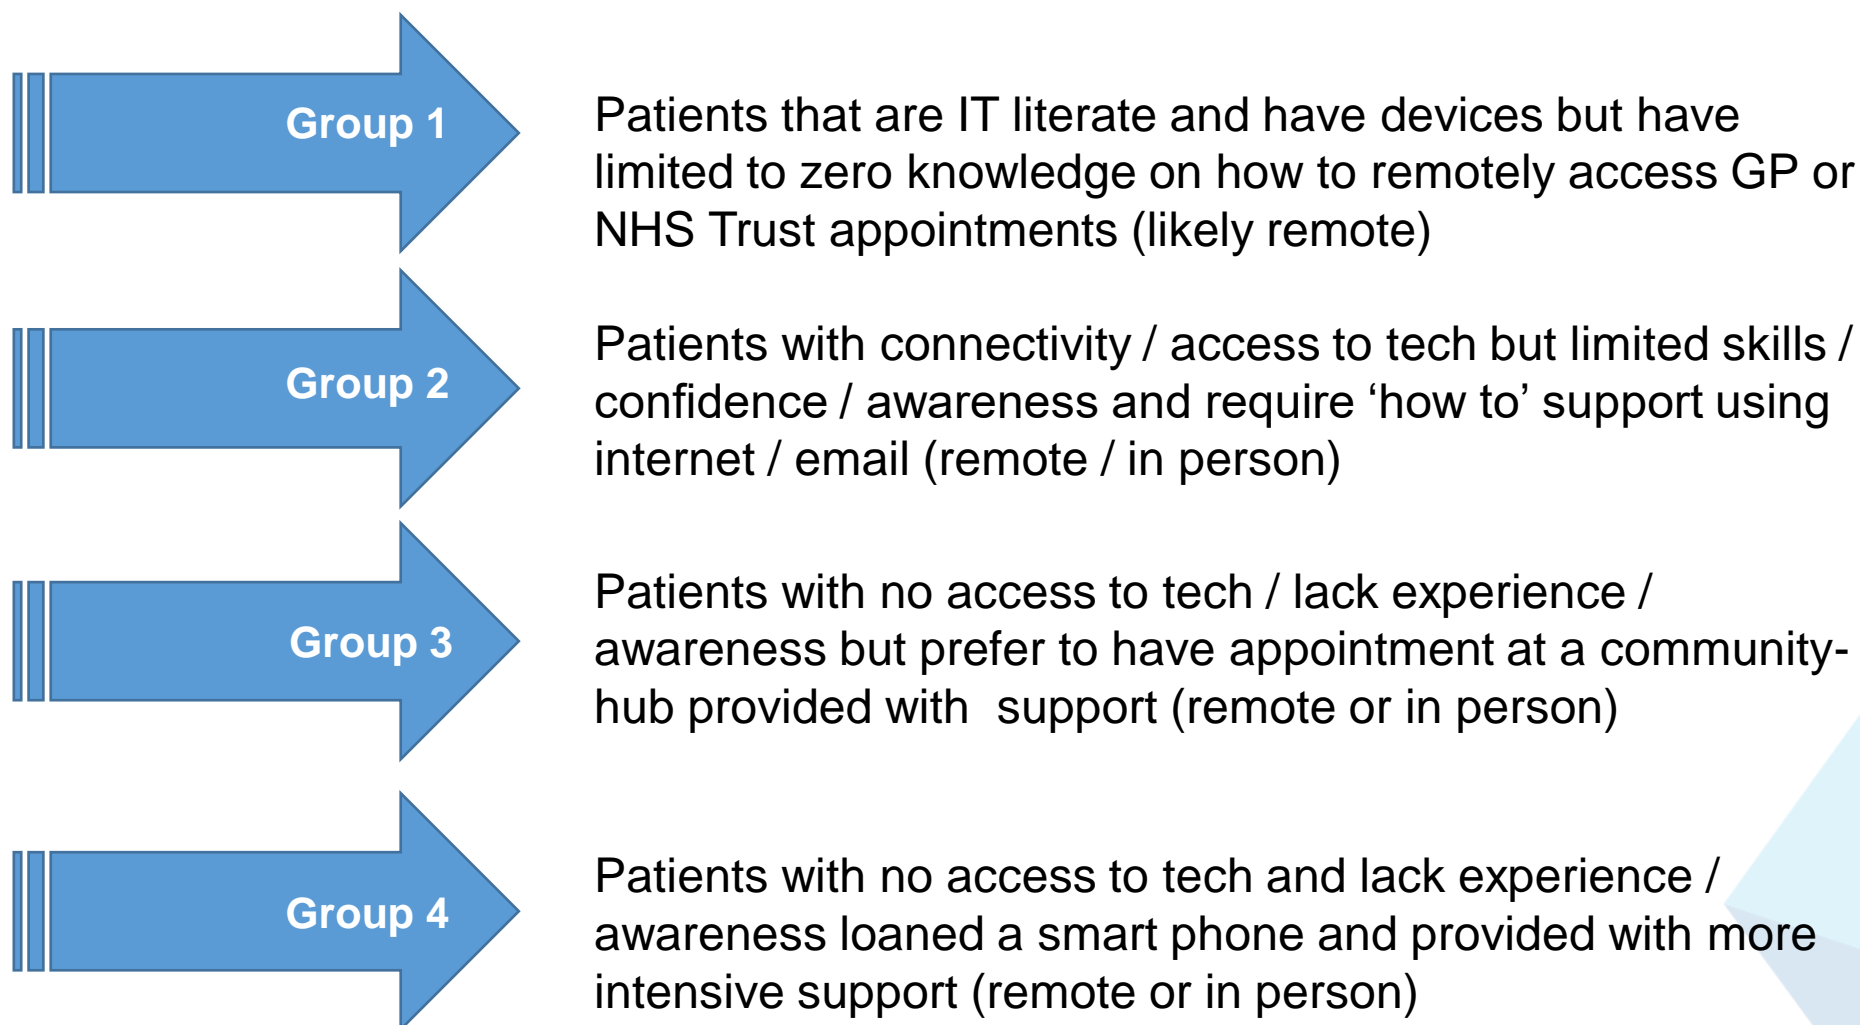 Group 1
Patients that are IT literate and have devices but have
limited to zero knowledge on how to remotely access GP or
NHS Trust appointments (likely remote)
Group 2
Patients with connectivity / access to tech but limited skills /
confidence / awareness and require ‘how to’ support using
internet / email (remote / in person)
Group 3
Patients with no access to tech / lack experience /
awareness but prefer to have appointment at a community-
hub provided with  support (remote or in person)
Group 4
Patients with no access to tech and lack experience /
awareness loaned a smart phone and provided with more
intensive support (remote or in person)